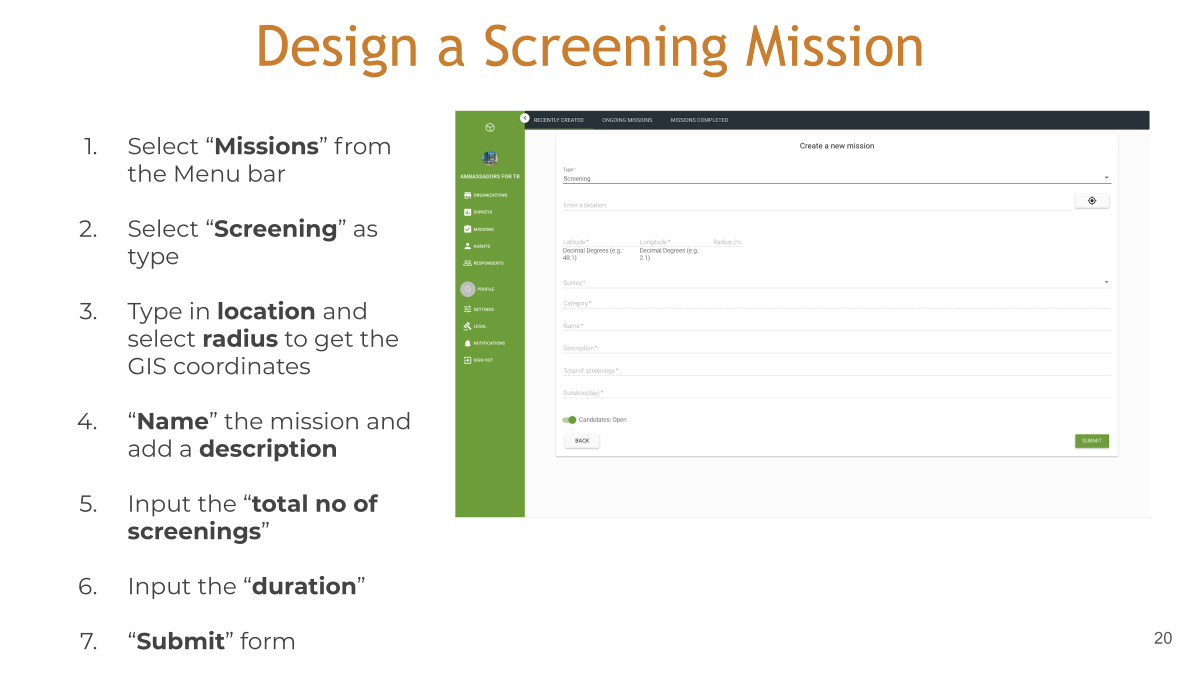 Design a Screening Mission
1. Select “Missions” from
the Menu bar
2. Select “Screening” as
type
3. Type in location and
select radius to get the
GIS coordinates
4. “Name” the mission and
add a description
5. Input the “total no of
screenings”
6. Input the “duration”
7. “Submit” form
RECENTLY CREATED ONGOING MISSIONS MISSIONS COMPLETED
AMBASSADORS FOR TB
ORGANIZATIONS
SURVEYS
MISSIONS
AGENTS
RESPONDENTS
PROFILE
SETTINGS
LEGAL
NOTIFICATIONS
SIGN OUT
Create a new mission
Type*
Screening
Enter a location
Latitude* Longitude* Radius (m..
Decimal Degrees (e.g.: Decimal Degrees (e.g.:
48.1) 2.1)
Survey*
Category*
Name*
Description*
Total of screenings*
Duration(day)*
Candidates: Open
BACK SUBMIT
20